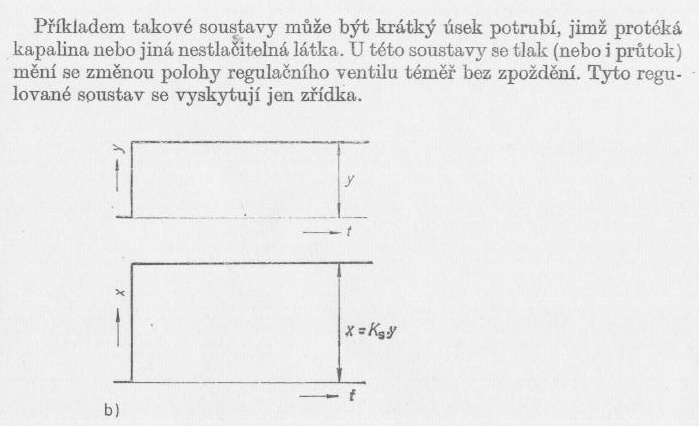 Příkladem takové soustavy může být krátký úsek potrubí, jimž protéká
kapalina nebo jiná nestlačitelná látka. U této soustavy se tlak (nebo i průtok)
mění se změnou polohy regulačního ventilu téměř bez zpoždění. Tyto regu-
lované soustav se vyskytují jen zřídka.
y
y
t
x
x = Ks.y
t
b)